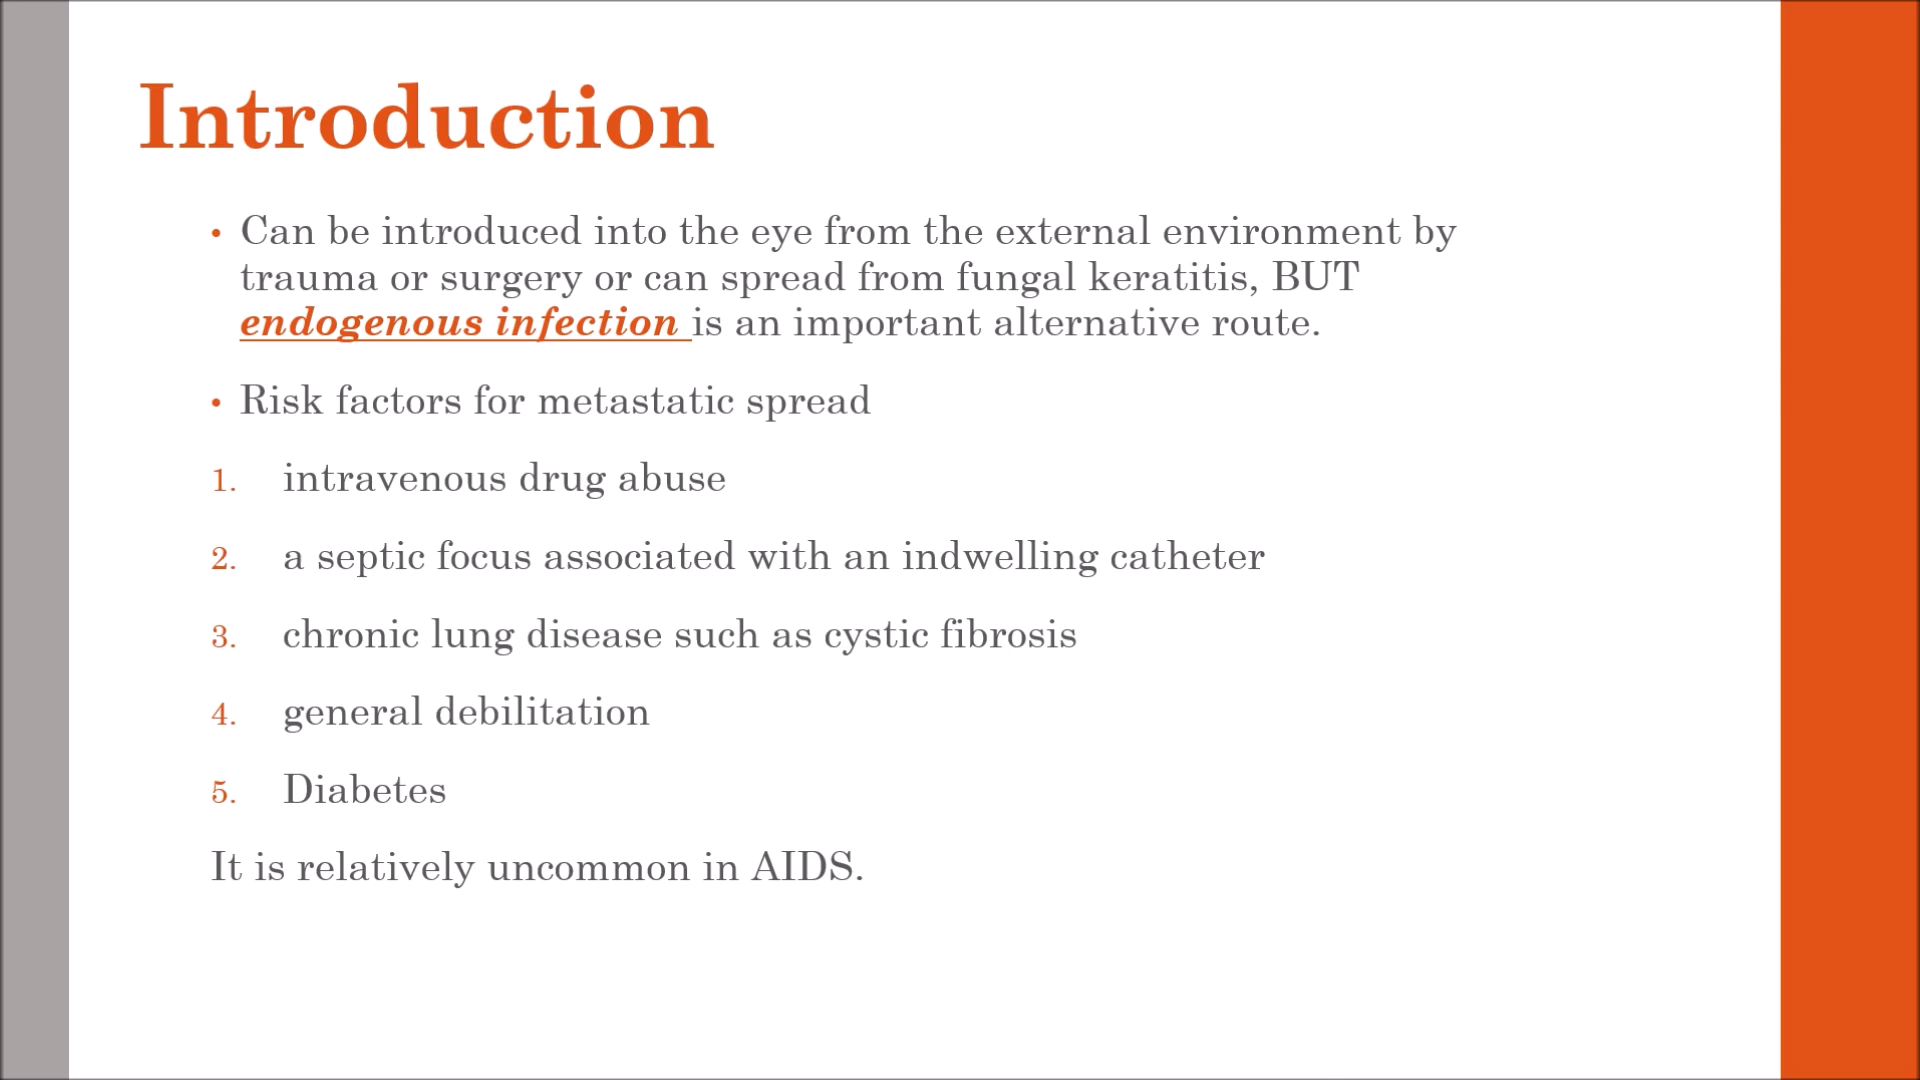 Introduction
• Can be introduced into the eye from the external environment by
trauma or surgery or can spread from fungal keratitis, BUT
endogenous infection is an important alternative route.
• Risk factors for metastatic spread
1. intravenous drug abuse
2. a septic focus associated with an indwelling catheter
3. chronic lung disease such as cystic fibrosis
4. general debilitation
5. Diabetes
It is relatively uncommon in AIDS.